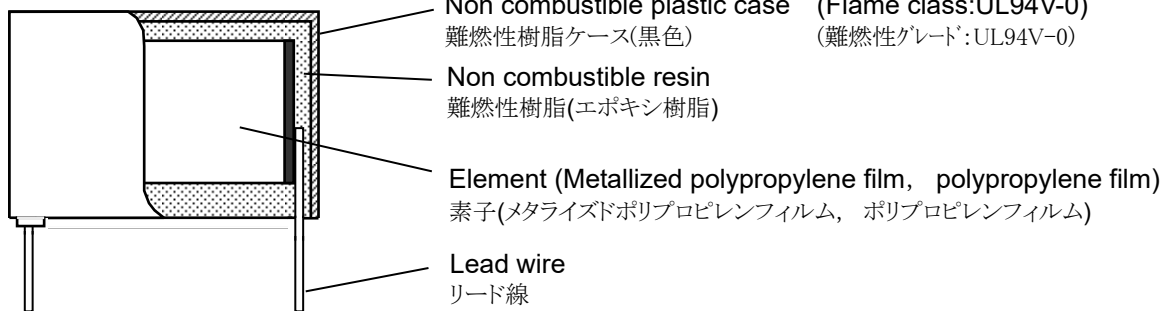 Non combustible plastic case (Flame class:UL94V-0)
難燃性樹脂ケース(黒色) (難燃性グレード:UL94V-0)
Non combustible resin
難燃性樹脂(エポキシ樹脂)
Element (Metallized polypropylene film, polypropylene film)
素子(メタライズドポリプロピレンフィルム, ポリプロピレンフィルム)
Lead wire
リード線